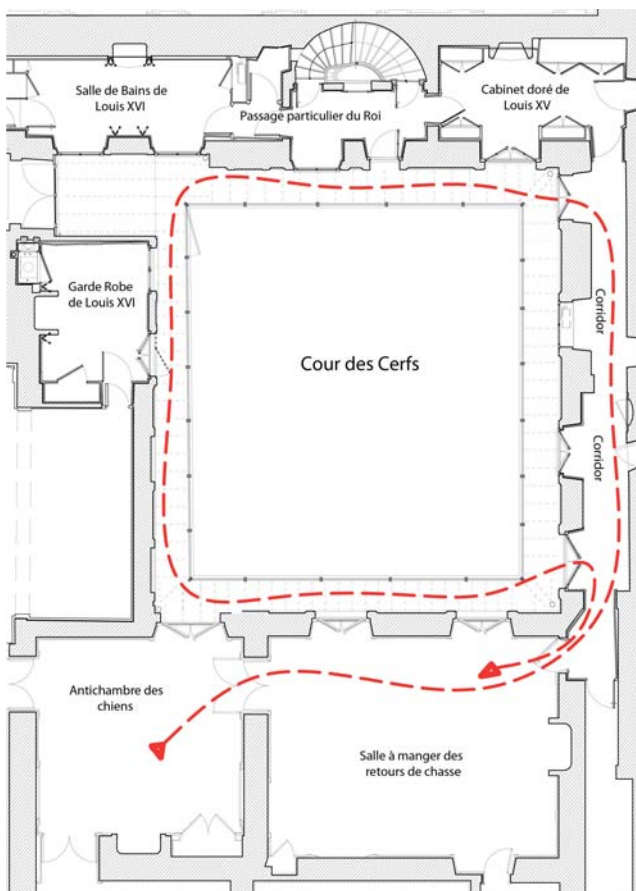 Salle de Bains de
Louis XVI
Passage particulier du Roi
Cabinet doré de
Louis XV
Garde Robe
de Louis XVI
Corridor
Cour des Cerfs
Corridor
Antichambre des
chiens
Salle à manger des
retours de chasse